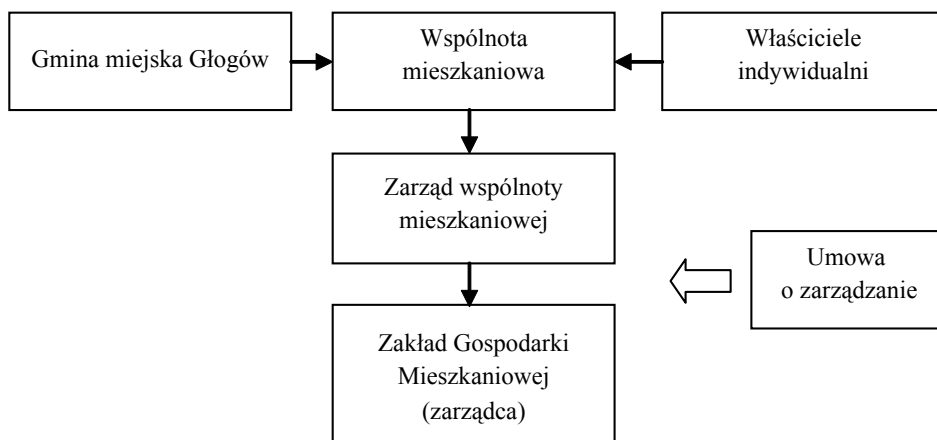 Gmina miejska Głogów
Wspólnota
mieszkaniowa
Właściciele
indywidualni
Zarząd wspólnoty
mieszkaniowej
Umowa
o zarządzanie
Zakład Gospodarki
Mieszkaniowej
(zarządca)